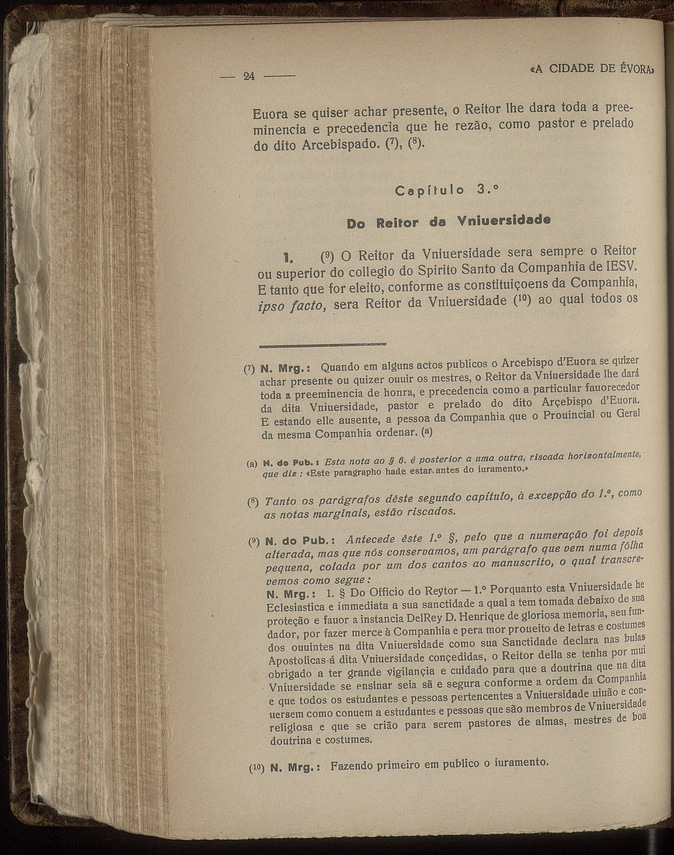 — 24 —
«A CIDADE DE ÉVORA»
Euora se quiser achar presente, o Reitor lhe dara toda a pree-
minencia e precedencia que he rezão, como pastor e prelado
do dito Arcebispado. (⁷), (⁸).
Capítulo 3.º
Do Reitor da Vniuersidade
1. (⁹) O Reitor da Vniuersidade sera sempre o Reitor
ou superior do collegio do Spirito Santo da Companhia de IESV.
E tanto que for eleito, conforme as constituiçoens da Companhia,
ipso facto, sera Reitor da Vniuersidade (¹⁰) ao qual todos os
(⁷) N. Mrg.: Quando em alguns actos publicos o Arcebispo d'Euora se quizer
achar presente ou quizer ouuir os mestres, o Reitor da Vniuersidade lhe dará
toda a preeminencia de honra, e precedencia como a particular fauorecedor
da dita Vniuersidade, pastor e prelado do dito Arçebispo d'Euora.
E estando elle ausente, a pessoa da Companhia que o Prouincial ou Geral
da mesma Companhia ordenar. (a)
(a) N. do Pub.: Esta nota ao § 6. é posterior a uma outra, riscada horizontalmente,
que diz: «Este paragrapho hade estar antes do iuramento.»
(⁸) Tanto os parágrafos dêste segundo capítulo, à excepção do 1.º, como
as notas marginais, estão riscados.
(⁹) N. do Pub.: Antecede êste 1.º §, pelo que a numeração foi depois
alterada, mas que nós conservamos, um parágrafo que vem numa fôlha
pequena, colada por um dos cantos ao manuscrito, o qual transcre-
vemos como segue:
N. Mrg.: 1. § Do Officio do Reytor — 1.º Porquanto esta Vniuersidade he
Eclesiastica e immediata a sua sanctidade a qual a tem tomada debaixo de sua
proteção e fauor a instancia DelRey D. Henrique de gloriosa memoria, seu fun-
dador, por fazer merce à Companhia e pera mor proueito de letras e costumes
dos ouuintes na dita Vniuersidade como sua Sanctidade declara nas bulas
Apostolicas á dita Vniuersidade conçedidas, o Reitor della se tenha por mui
obrigado a ter grande vigilançia e cuidado para que a doutrina que na dita
Vniuersidade se ensinar seia sã e segura conforme a ordem da Companhia
e que todos os estudantes e pessoas pertencentes a Vniuersidade uiuão e con-
uersem como conuem a estudantes e pessoas que são membros de Vniuersidade
religiosa e que se crião para serem pastores de almas, mestres de boa
doutrina e costumes.
(¹⁰) N. Mrg.: Fazendo primeiro em publico o iuramento.